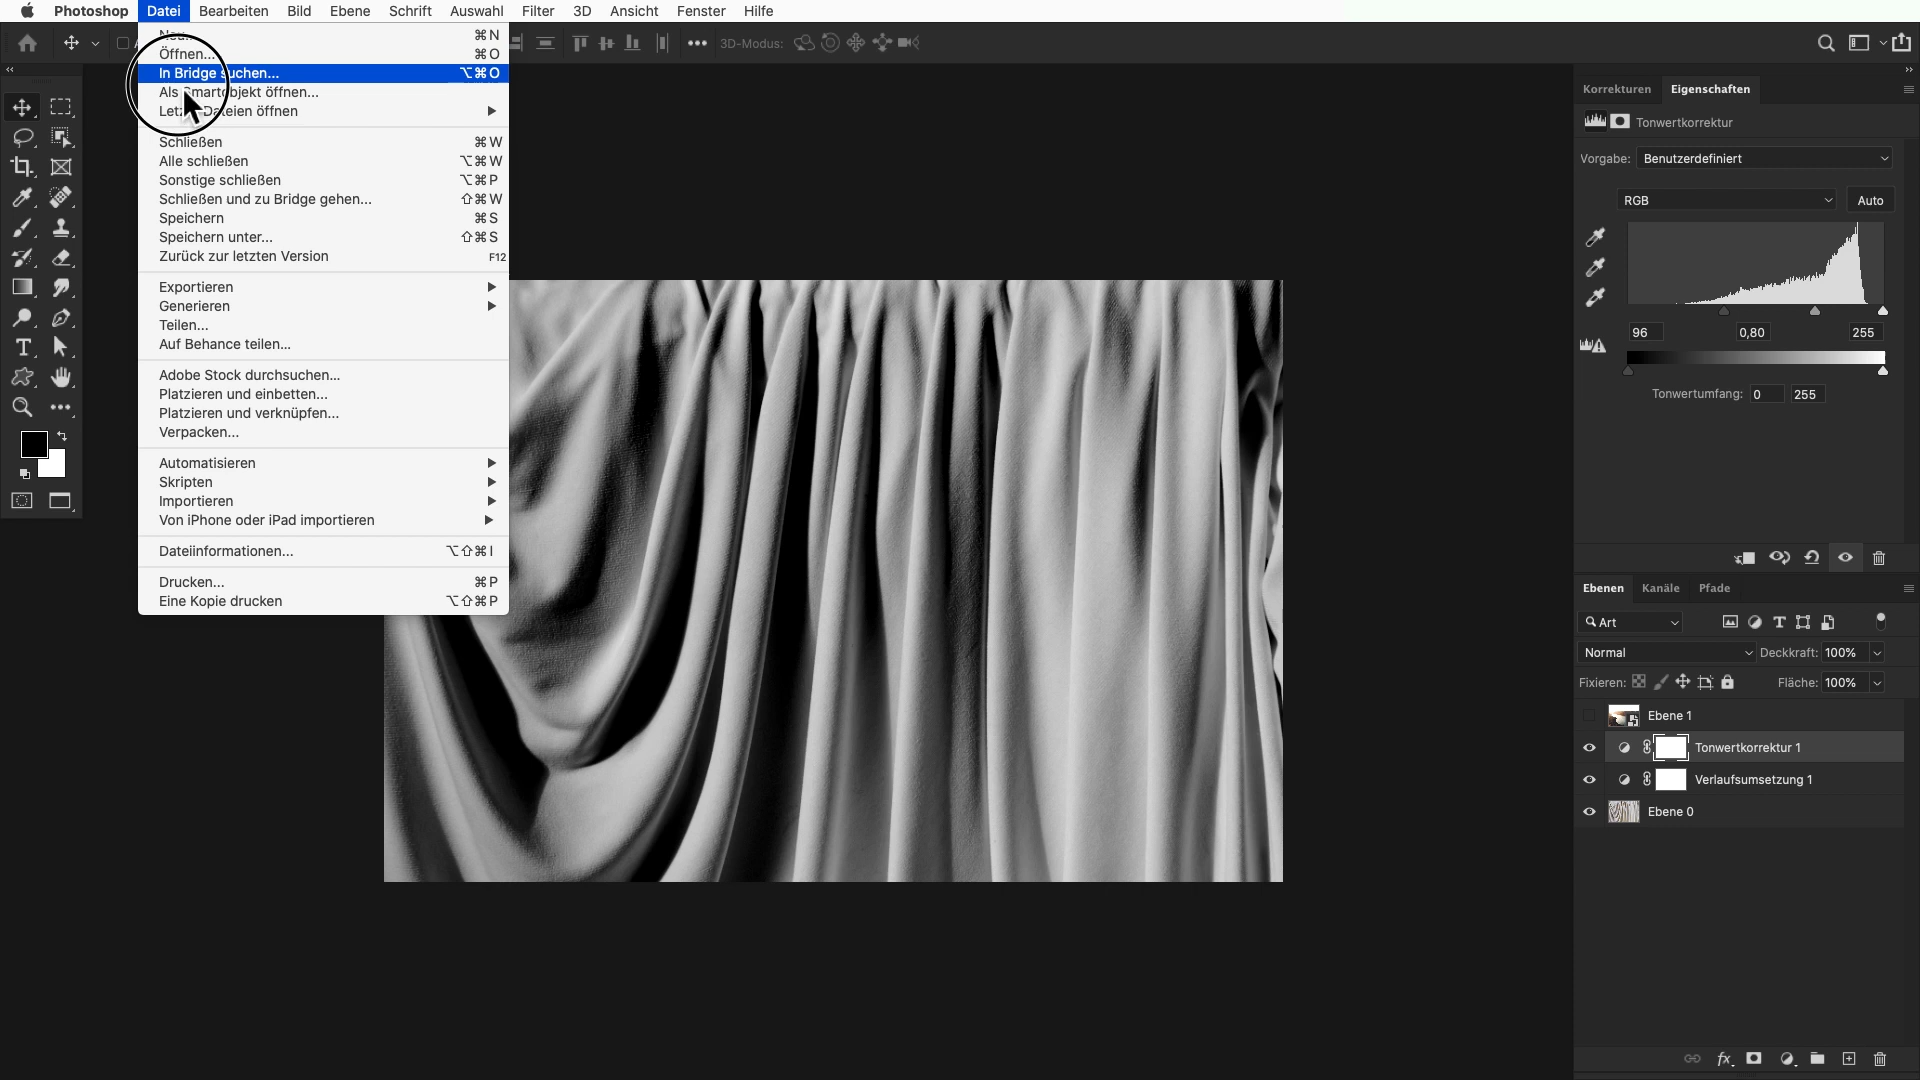 Photoshop Datei Bearbeiten Bild Ebene Schrift Auswahl Filter 3D Ansicht Fenster Hilfe
3D-Modus:
Neu... ⌘N
Öffnen... ⌘O
In Bridge suchen... ⌥⌘O
Als Smartobjekt öffnen...
Letzte Dateien öffnen
Schließen ⌘W
Alle schließen ⌥⌘W
Sonstige schließen ⌥⌘P
Schließen und zu Bridge gehen... ⇧⌘W
Speichern ⌘S
Speichern unter... ⇧⌘S
Zurück zur letzten Version F12
Exportieren
Generieren
Teilen...
Auf Behance teilen...
Adobe Stock durchsuchen...
Platzieren und einbetten...
Platzieren und verknüpfen...
Verpacken...
Automatisieren
Skripten
Importieren
Von iPhone oder iPad importieren
Dateiinformationen... ⌥⇧⌘I
Drucken... ⌘P
Eine Kopie drucken ⌥⇧⌘P
Korrekturen Eigenschaften
Tonwertkorrektur
Vorgabe: Benutzerdefiniert
RGB Auto
96 0,80 255
Tonwertumfang: 0 255
Ebenen Kanäle Pfade
Art
Normal Deckkraft: 100%
Fixieren: Fläche: 100%
Ebene 1
Tonwertkorrektur 1
Verlaufsumsetzung 1
Ebene 0
fx